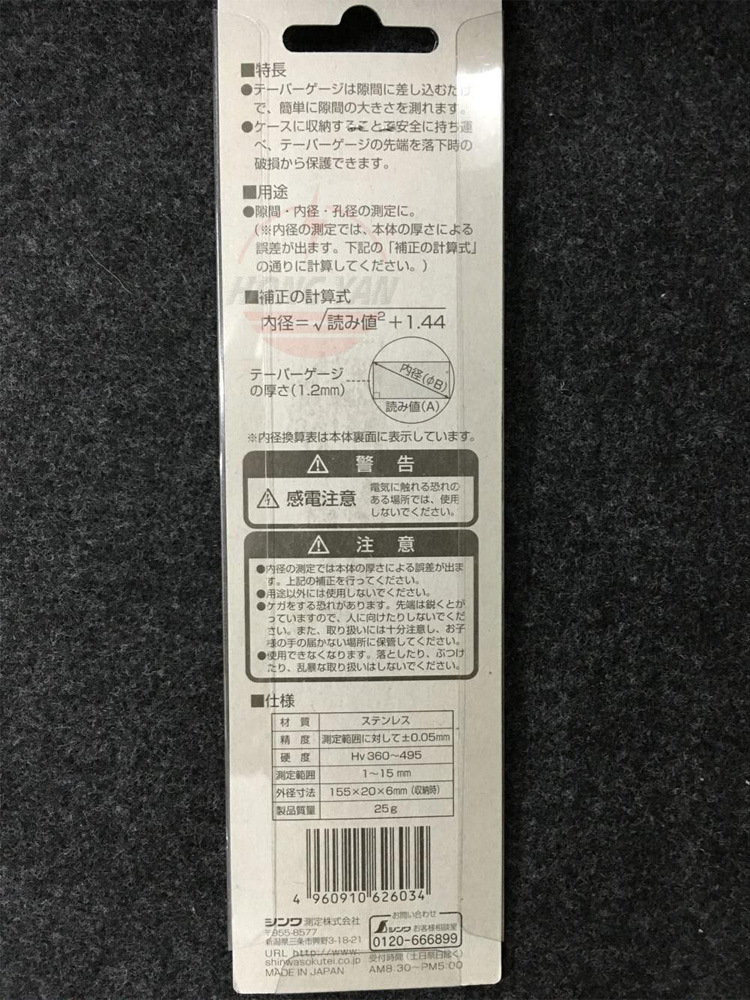 ■特長
●テーパーゲージは隙間に差し込むだけ
で、簡単に隙間の大きさを測れます。
●ケースに収納することで安全に持ち運
べ、テーパーゲージの先端を落下時の
破損から保護できます。
■用途
●隙間・内径・孔径の測定に。
(※内径の測定では、本体の厚さによる
誤差が出ます。下記の「補正の計算式」
の通りに計算してください。)
HONG YAN
■補正の計算式
内径=√読み値²+1.44
テーパーゲージ
の厚さ(1.2mm)
内径(φB)
読み値(A)
※内径換算表は本体裏面に表示しています。
⚠ 警告
感電注意
電気に触れる恐れの
ある場所では、使用
しないでください。
⚠ 注意
●内径の測定では本体の厚さによる誤差が出ま
す。上記の補正を行ってください。
●用途以外には使用しないでください。
●ケガをする恐れがあります。先端は鋭くとが
っていますので、人に向けたりしないでくだ
さい。また、取り扱いには十分注意し、お子
様の手の届かない場所に保管してください。
●使用できなくなります。落としたり、ぶつけ
たり、乱暴な取り扱いはしないでください。
■仕様
材質 ステンレス
精度 測定範囲に対して±0.05mm
硬度 Hv 360~495
測定範囲 1~15 mm
外径寸法 155×20×6mm(収納時)
製品質量 25g
4 960910 626034
シンワ測定株式会社
〒955-8577
新潟県三条市興野3-18-21
URL http://www.
shinwasokutei.co.jp
MADE IN JAPAN
お問い合わせ
シンワ お客様相談室
0120-666899
受付時間(土日祭日除く)
AM8:30~PM5:00